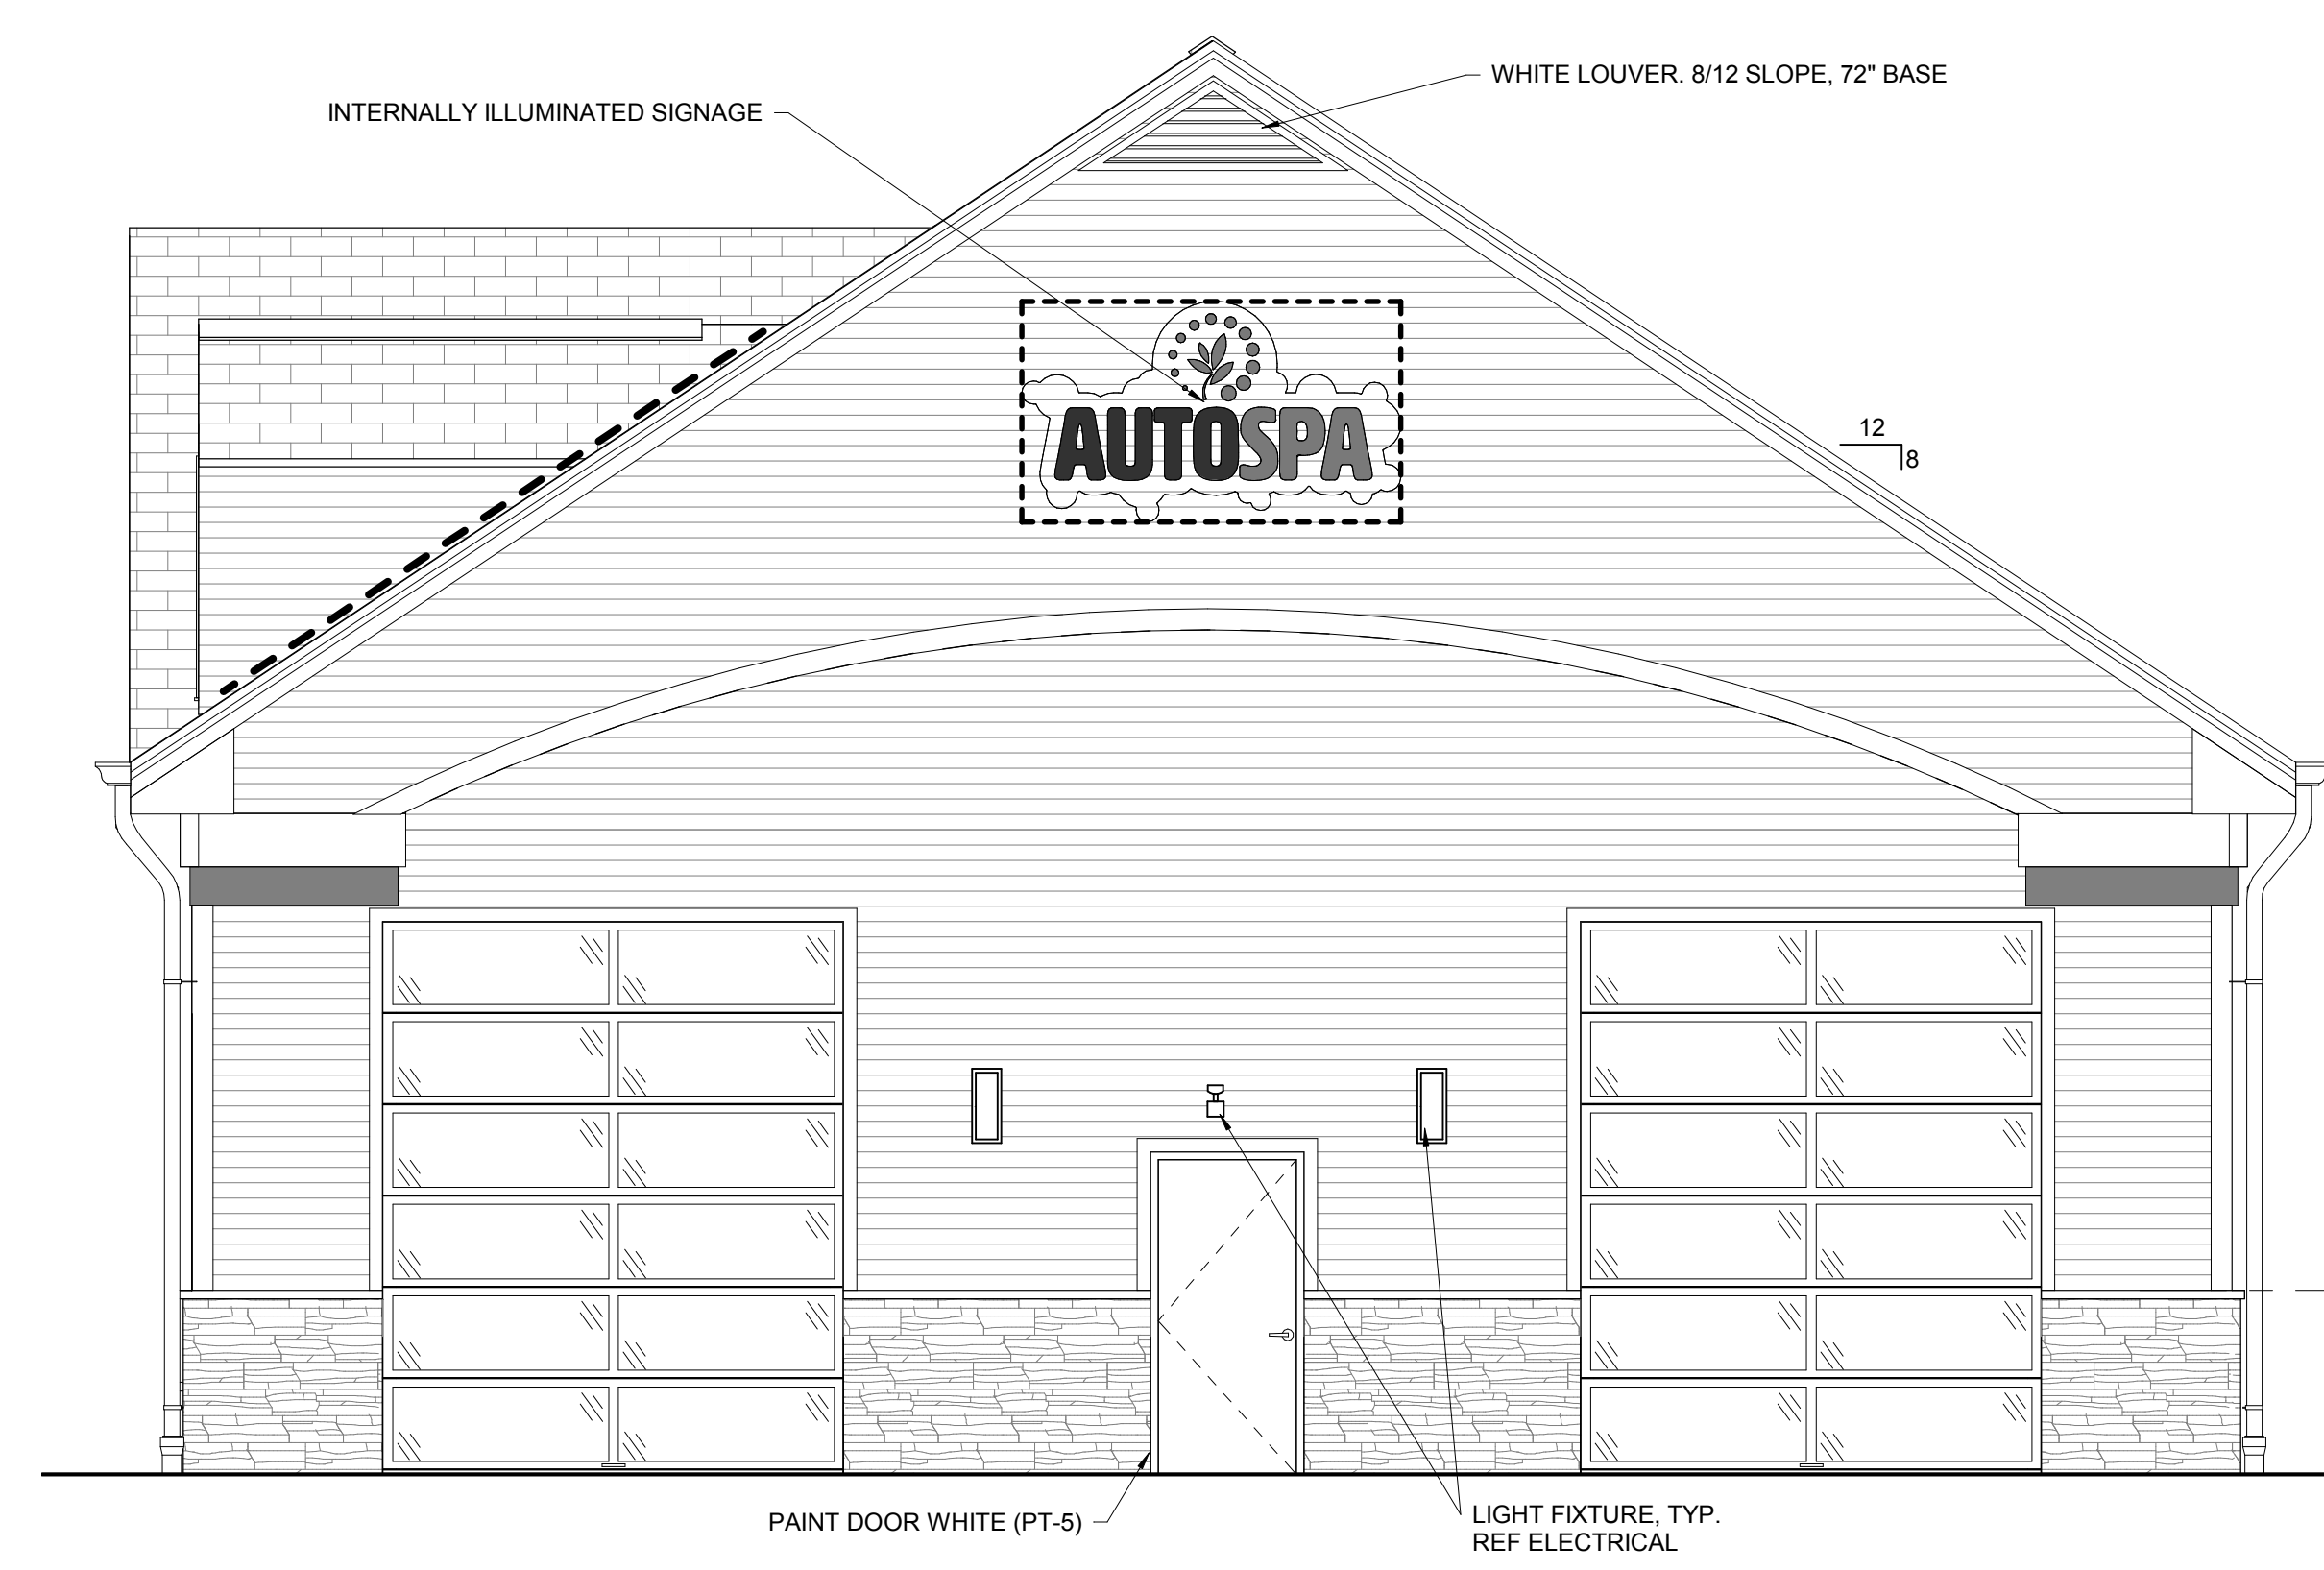 WHITE LOUVER. 8/12 SLOPE, 72" BASE
INTERNALLY ILLUMINATED SIGNAGE
AUTOSPA
12
8
PAINT DOOR WHITE (PT-5)
LIGHT FIXTURE, TYP.
REF ELECTRICAL